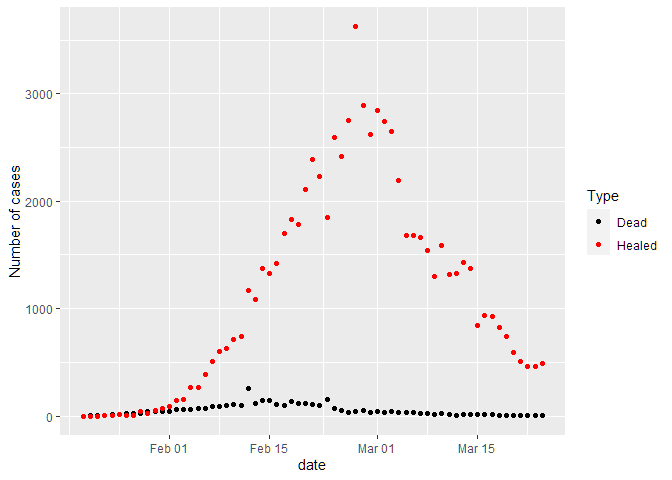 3000
2000
1000
0
Number of cases
Feb 01
Feb 15
Mar 01
Mar 15
date
Type
Dead
Healed